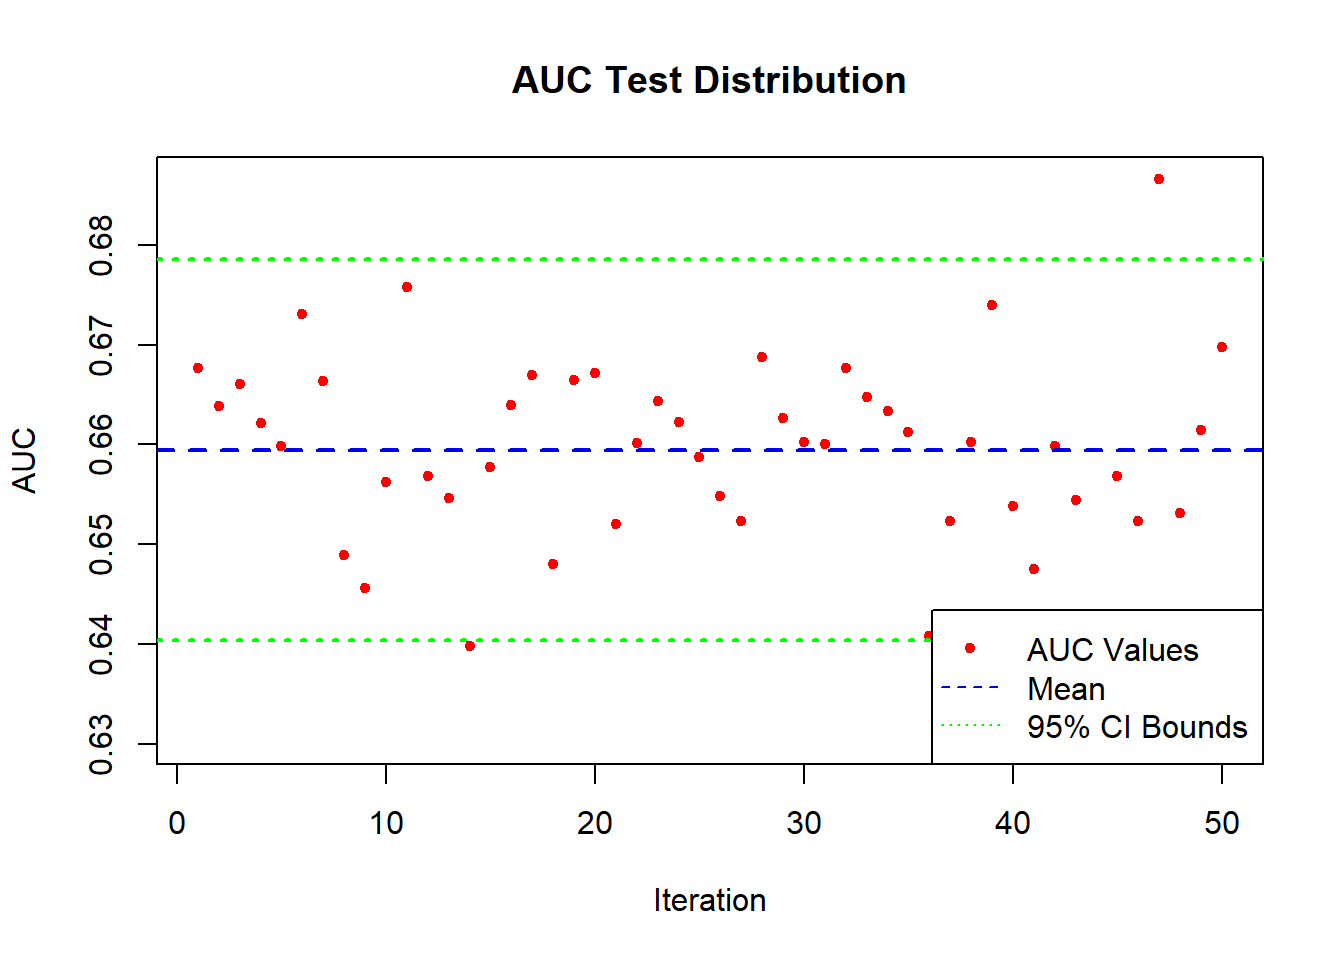 AUC Test Distribution
AUC
0.68
0.67
0.66
0.65
0.64
0.63
AUC Values
Mean
95% CI Bounds
0 10 20 30 40 50
Iteration